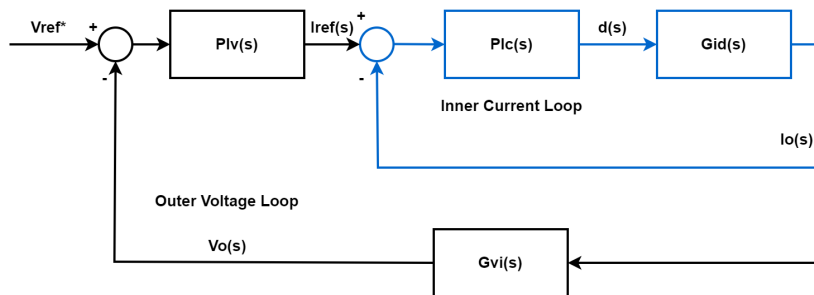 Vref*
+
PIv(s)
Iref(s)
+
PIc(s)
d(s)
Gid(s)
-
-
Inner Current Loop
Io(s)
Outer Voltage Loop
Vo(s)
Gvi(s)